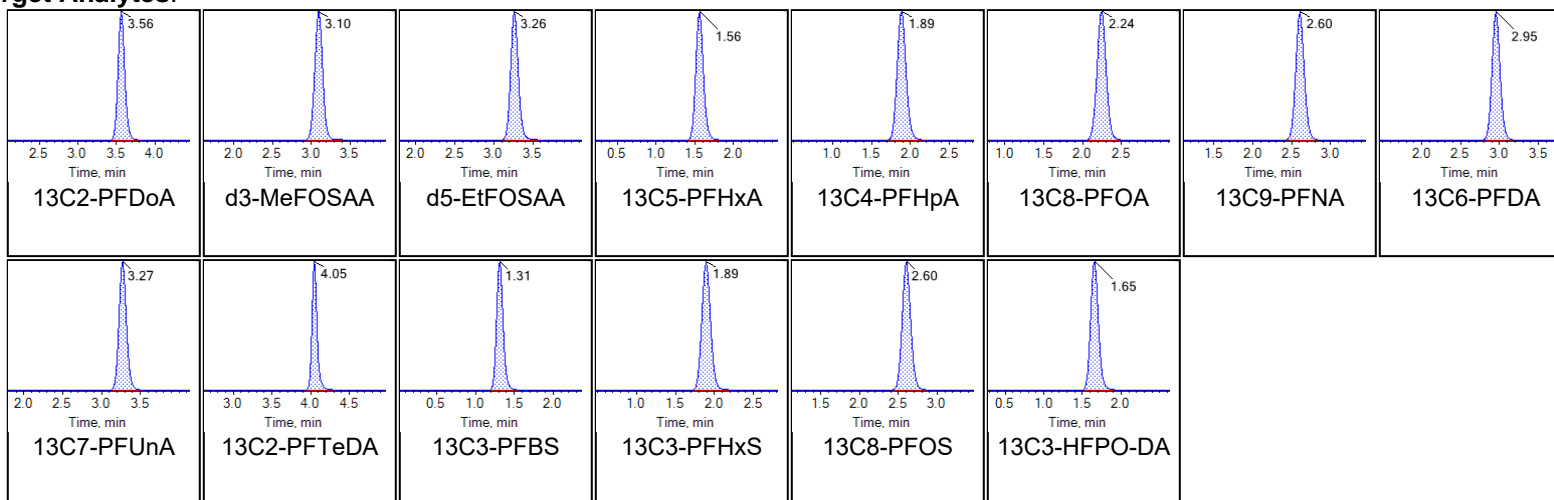 rget Analytes:
3.56
2.5 3.0 3.5 4.0
Time, min
13C2-PFDoA
3.10
2.0 2.5 3.0 3.5
Time, min
d3-MeFOSAA
3.26
2.0 2.5 3.0 3.5
Time, min
d5-EtFOSAA
1.56
0.5 1.0 1.5 2.0
Time, min
13C5-PFHxA
1.89
1.0 1.5 2.0 2.5
Time, min
13C4-PFHpA
2.24
1.0 1.5 2.0 2.5
Time, min
13C8-PFOA
2.60
1.5 2.0 2.5 3.0
Time, min
13C9-PFNA
2.95
2.0 2.5 3.0 3.5
Time, min
13C6-PFDA
3.27
2.0 2.5 3.0 3.5
Time, min
13C7-PFUnA
4.05
3.0 3.5 4.0 4.5
Time, min
13C2-PFTeDA
1.31
0.5 1.0 1.5 2.0
Time, min
13C3-PFBS
1.89
1.0 1.5 2.0 2.5
Time, min
13C3-PFHxS
2.60
1.5 2.0 2.5 3.0
Time, min
13C8-PFOS
1.65
0.5 1.0 1.5 2.0
Time, min
13C3-HFPO-DA